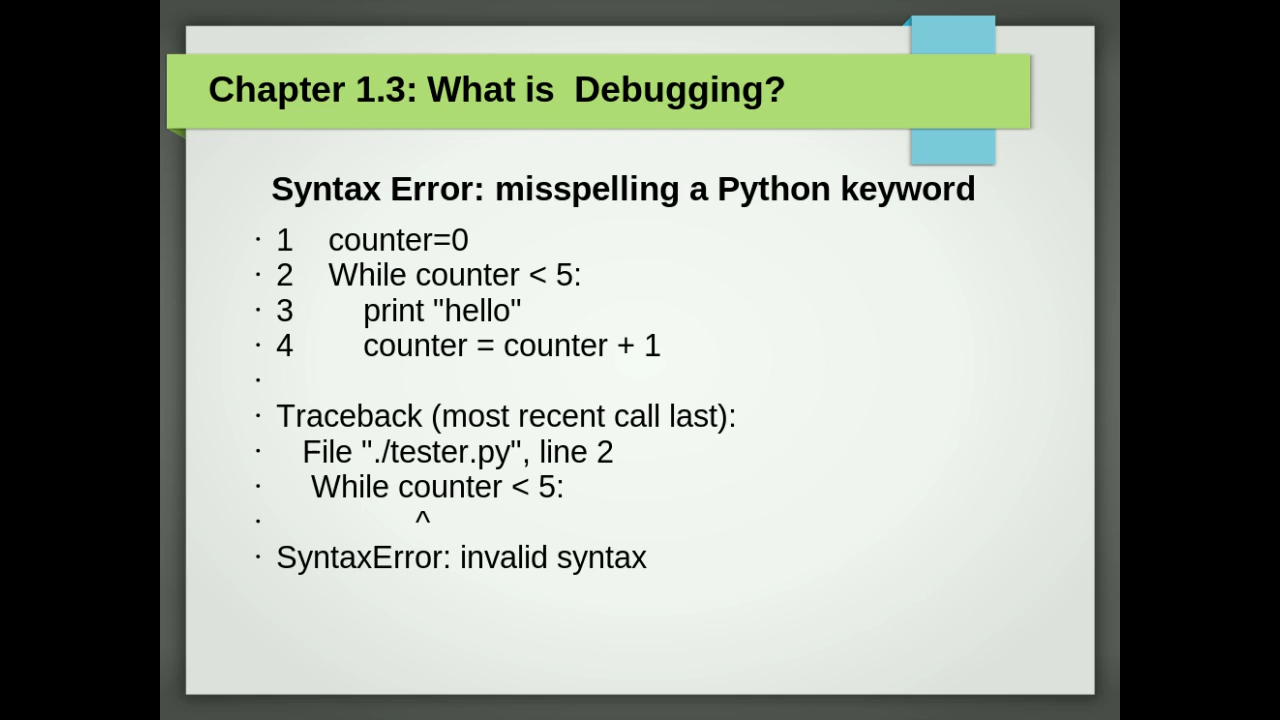 Chapter 1.3: What is  Debugging?
Syntax Error: misspelling a Python keyword
· 1    counter=0
· 2    While counter < 5:
· 3        print "hello"
· 4        counter = counter + 1
·
· Traceback (most recent call last):
·   File "./tester.py", line 2
·    While counter < 5:
·                ^
· SyntaxError: invalid syntax